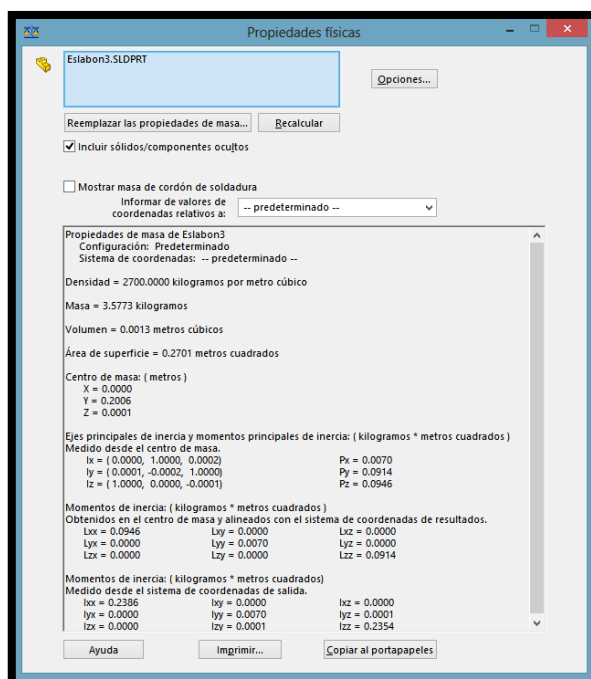 Propiedades físicas
Eslabon3.SLDPRT
Opciones...
Reemplazar las propiedades de masa... Recalcular
Incluir sólidos/componentes ocultos
Mostrar masa de cordón de soldadura
Informar de valores de
coordenadas relativos a: -- predeterminado --
Propiedades de masa de Eslabon3
Configuración: Predeterminado
Sistema de coordenadas: -- predeterminado --
Densidad = 2700.0000 kilogramos por metro cúbico
Masa = 3.5773 kilogramos
Volumen = 0.0013 metros cúbicos
Área de superficie = 0.2701 metros cuadrados
Centro de masa: ( metros )
X = 0.0000
Y = 0.2006
Z = 0.0001
Ejes principales de inercia y momentos principales de inercia: ( kilogramos * metros cuadrados )
Medido desde el centro de masa.
Ix = ( 0.0000, 1.0000, 0.0002) Px = 0.0070
Iy = ( 0.0001, -0.0002, 1.0000) Py = 0.0914
Iz = ( 1.0000, 0.0000, -0.0001) Pz = 0.0946
Momentos de inercia: ( kilogramos * metros cuadrados )
Obtenidos en el centro de masa y alineados con el sistema de coordenadas de resultados.
Lxx = 0.0946 Lxy = 0.0000 Lxz = 0.0000
Lyx = 0.0000 Lyy = 0.0070 Lyz = 0.0000
Lzx = 0.0000 Lzy = 0.0000 Lzz = 0.0914
Momentos de inercia: ( kilogramos * metros cuadrados)
Medido desde el sistema de coordenadas de salida.
Ixx = 0.2386 Ixy = 0.0000 Ixz = 0.0000
Iyx = 0.0000 Iyy = 0.0070 Iyz = 0.0001
Izx = 0.0000 Izy = 0.0001 Izz = 0.2354
Ayuda Imprimir... Copiar al portapapeles